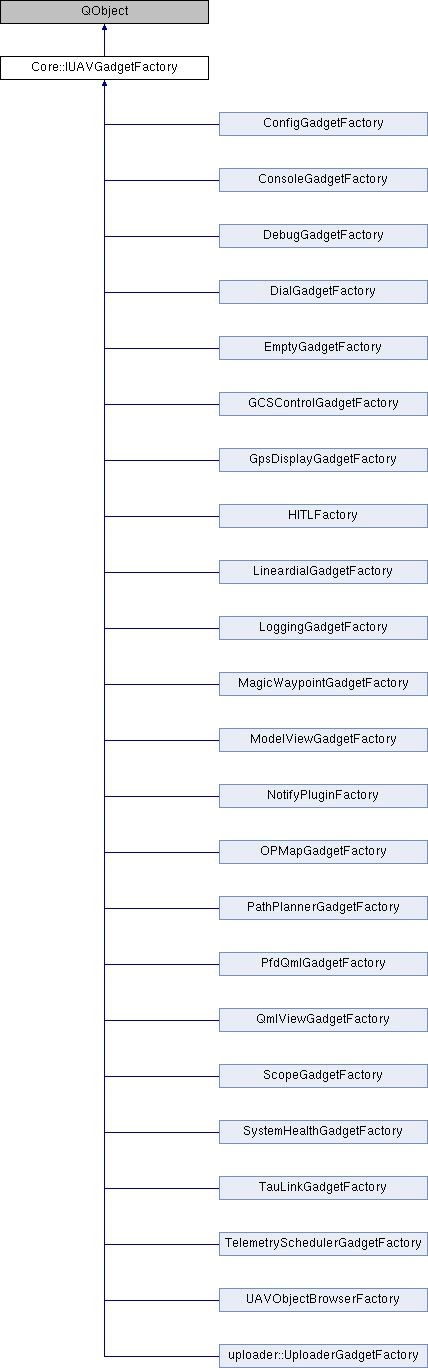 QObject
Core::IUAVGadgetFactory
ConfigGadgetFactory
ConsoleGadgetFactory
DebugGadgetFactory
DialGadgetFactory
EmptyGadgetFactory
GCSControlGadgetFactory
GpsDisplayGadgetFactory
HITLFactory
LineardialGadgetFactory
LoggingGadgetFactory
MagicWaypointGadgetFactory
ModelViewGadgetFactory
NotifyPluginFactory
OPMapGadgetFactory
PathPlannerGadgetFactory
PfdQmlGadgetFactory
QmlViewGadgetFactory
ScopeGadgetFactory
SystemHealthGadgetFactory
TauLinkGadgetFactory
TelemetrySchedulerGadgetFactory
UAVObjectBrowserFactory
uploader::UploaderGadgetFactory